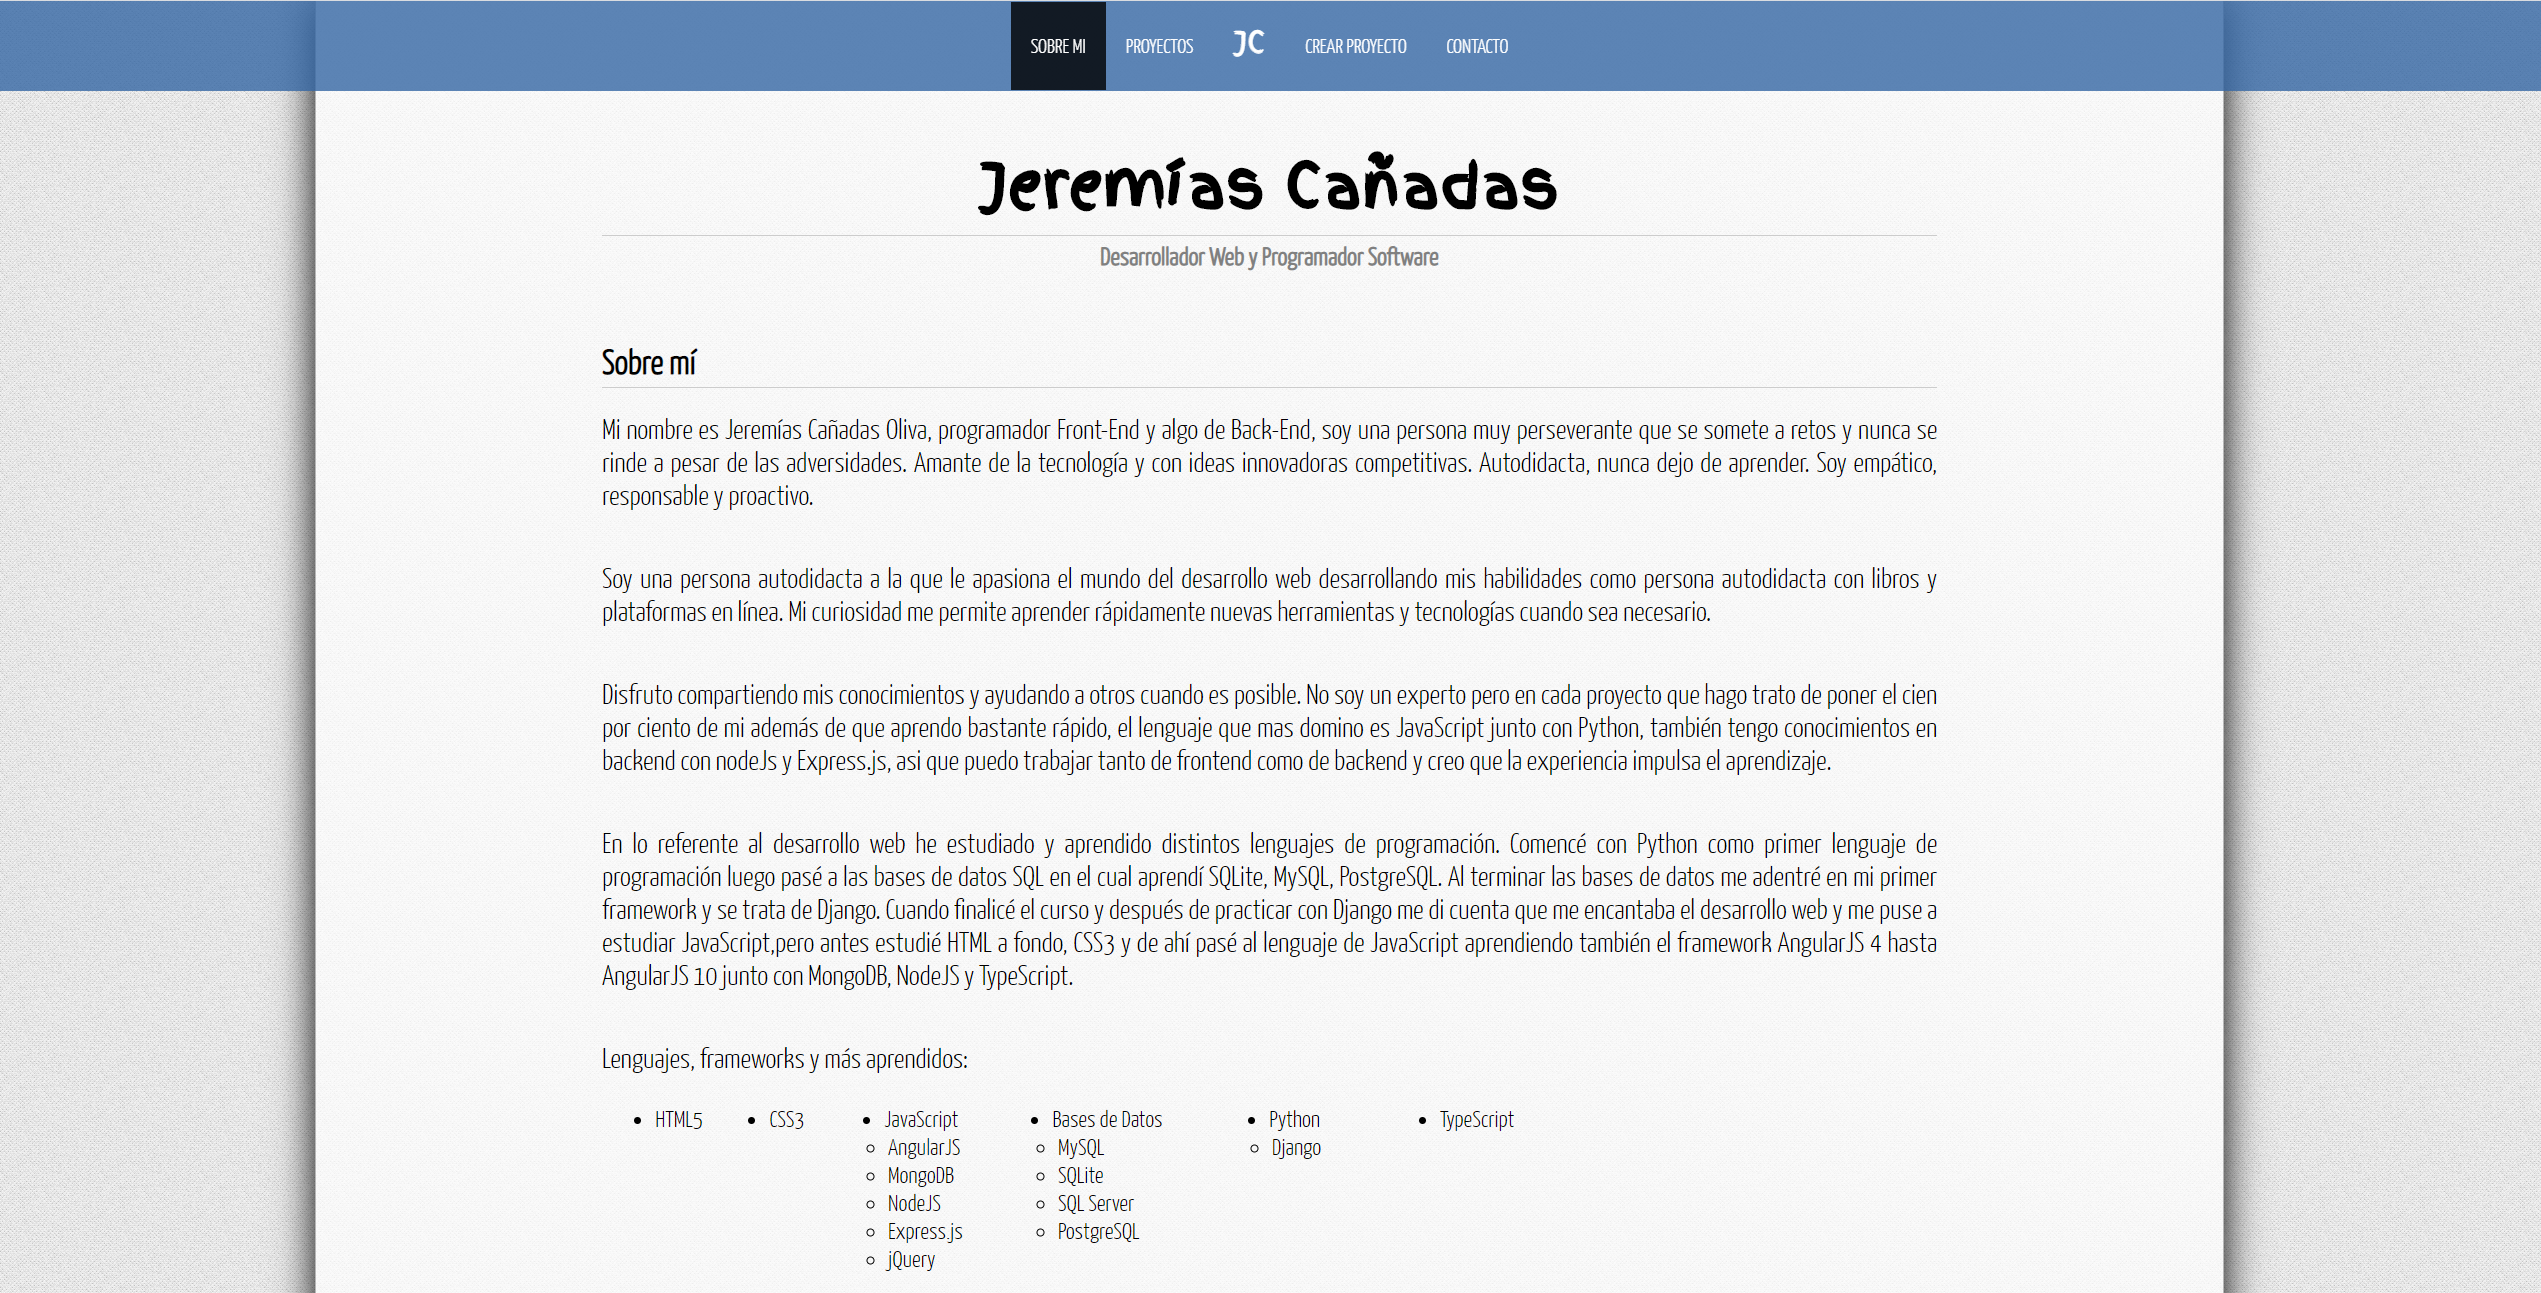 SOBRE MI PROYECTOS JC CREAR PROYECTO CONTACTO
Jeremías Cañadas
Desarrollador Web y Programador Software
Sobre mí
Mi nombre es Jeremías Cañadas Oliva, programador Front-End y algo de Back-End, soy una persona muy perseverante que se somete a retos y nunca se
rinde a pesar de las adversidades. Amante de la tecnología y con ideas innovadoras competitivas. Autodidacta, nunca dejo de aprender. Soy empático,
responsable y proactivo.
Soy una persona autodidacta a la que le apasiona el mundo del desarrollo web desarrollando mis habilidades como persona autodidacta con libros y
plataformas en línea. Mi curiosidad me permite aprender rápidamente nuevas herramientas y tecnologías cuando sea necesario.
Disfruto compartiendo mis conocimientos y ayudando a otros cuando es posible. No soy un experto pero en cada proyecto que hago trato de poner el cien
por ciento de mi además de que aprendo bastante rápido, el lenguaje que mas domino es JavaScript junto con Python, también tengo conocimientos en
backend con nodeJs y Express.js, asi que puedo trabajar tanto de frontend como de backend y creo que la experiencia impulsa el aprendizaje.
En lo referente al desarrollo web he estudiado y aprendido distintos lenguajes de programación. Comencé con Python como primer lenguaje de
programación luego pasé a las bases de datos SQL en el cual aprendí SQLite, MySQL, PostgreSQL. Al terminar las bases de datos me adentré en mi primer
framework y se trata de Django. Cuando finalicé el curso y después de practicar con Django me di cuenta que me encantaba el desarrollo web y me puse a
estudiar JavaScript,pero antes estudié HTML a fondo, CSS3 y de ahí pasé al lenguaje de JavaScript aprendiendo también el framework AngularJS 4 hasta
AngularJS 10 junto con MongoDB, NodeJS y TypeScript.
Lenguajes, frameworks y más aprendidos:
HTML5
CSS3
JavaScript
AngularJS
MongoDB
NodeJS
Express.js
jQuery
Bases de Datos
MySQL
SQLite
SQL Server
PostgreSQL
Python
Django
TypeScript